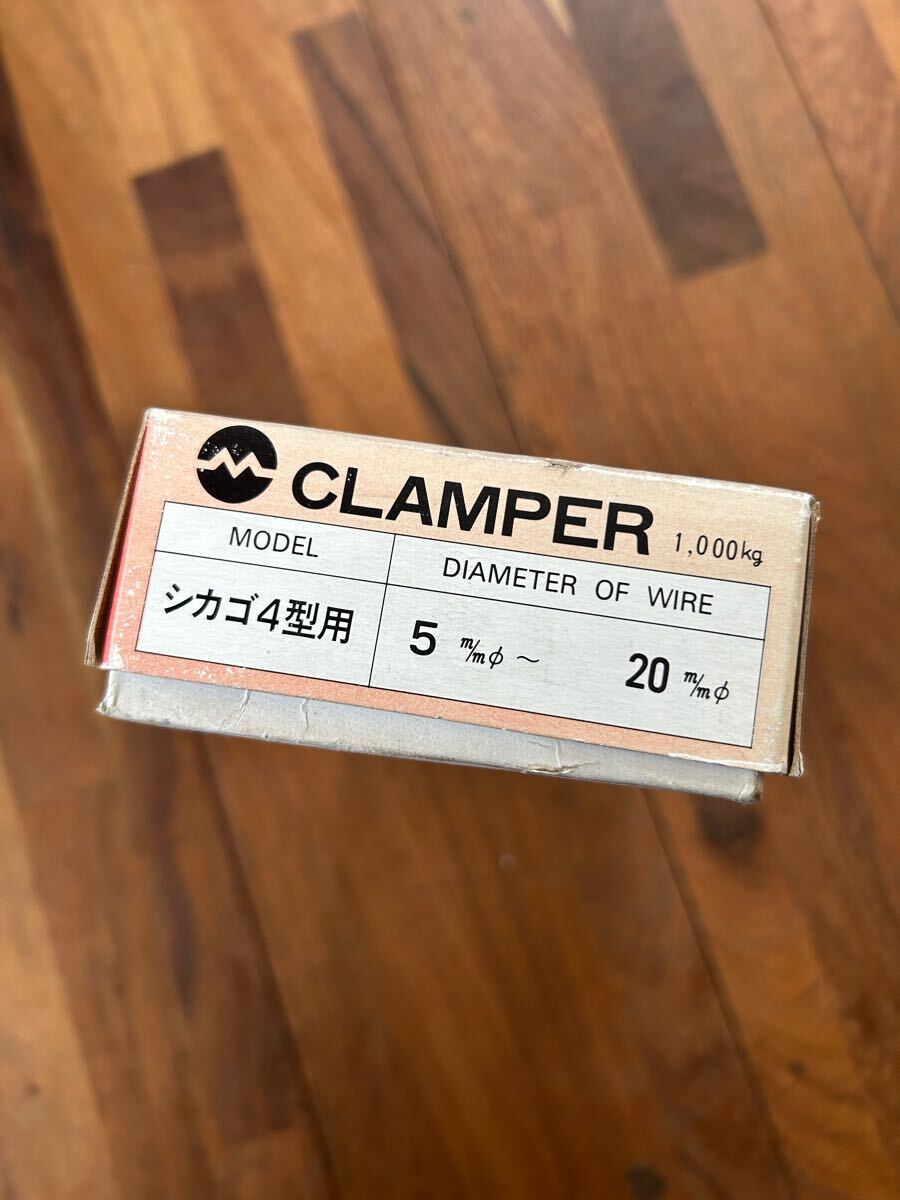 CLAMPER 1,000kg
MODEL DIAMETER OF WIRE
シカゴ4型用 5 m/mφ ~ 20 m/mφ